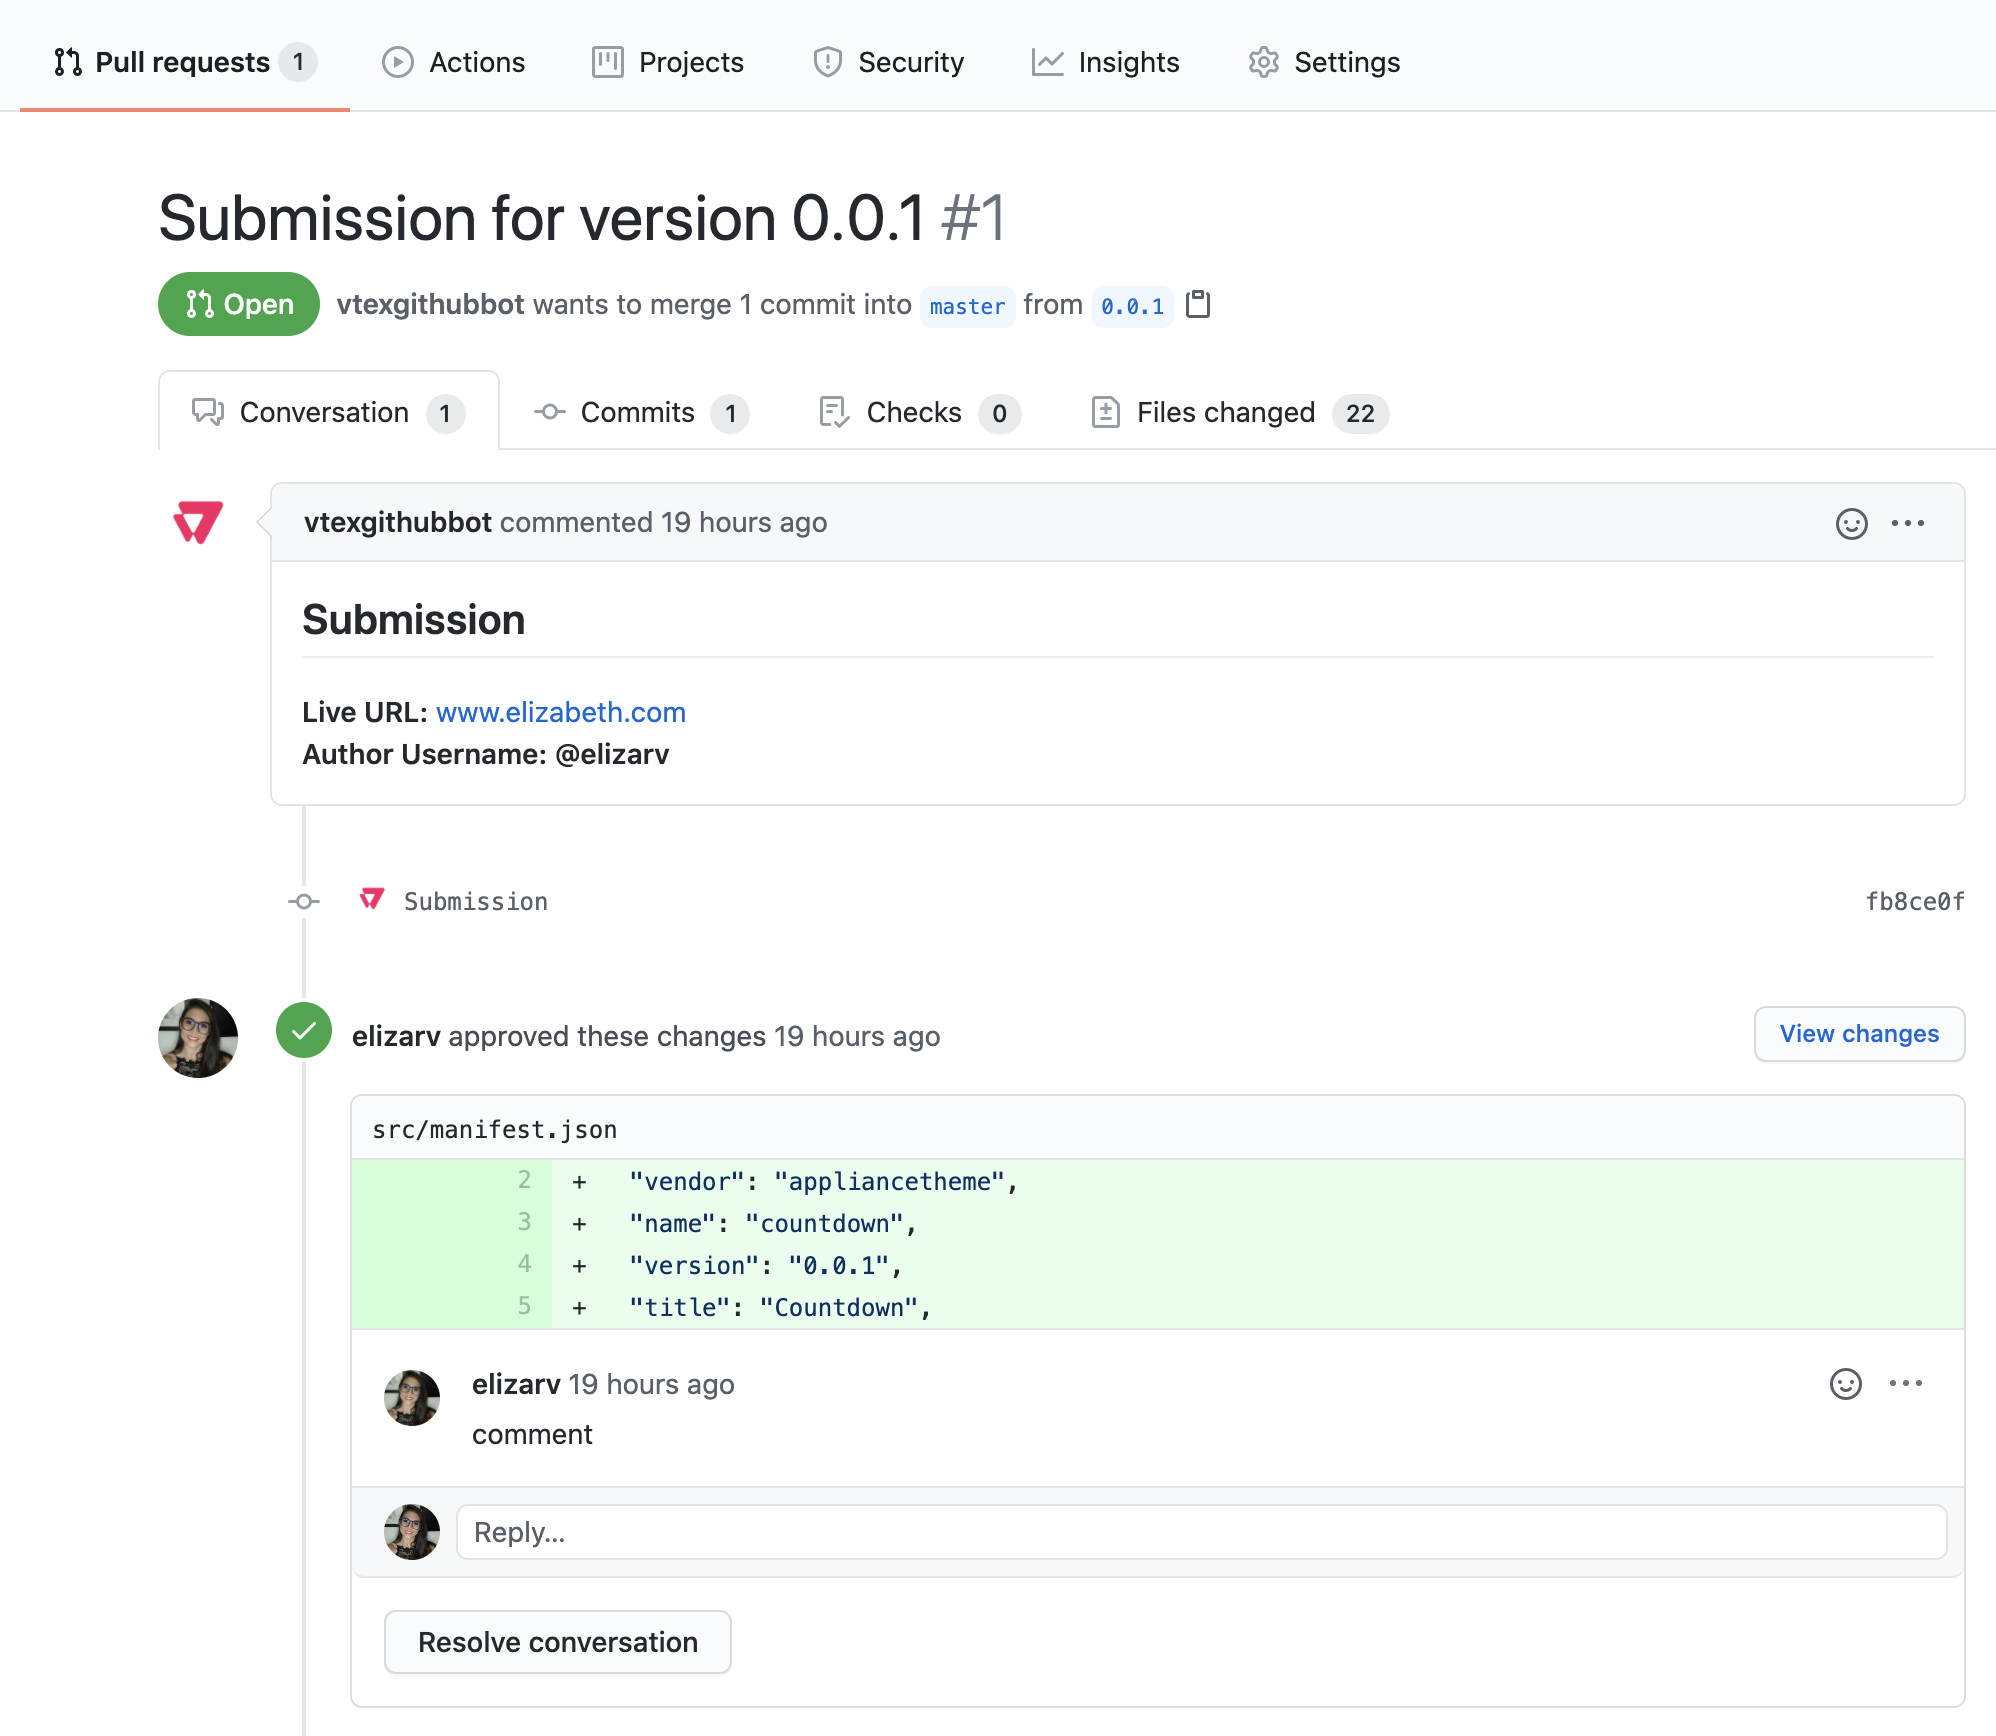 Pull requests 1 Actions Projects Security Insights Settings
Submission for version 0.0.1 #1
Open vtexgithubbot wants to merge 1 commit into master from 0.0.1
Conversation 1 Commits 1 Checks 0 Files changed 22
vtexgithubbot commented 19 hours ago
Submission
Live URL: www.elizabeth.com
Author Username: @elizarv
Submission fb8ce0f
elizarv approved these changes 19 hours ago View changes
src/manifest.json
2 + "vendor": "appliancetheme",
3 + "name": "countdown",
4 + "version": "0.0.1",
5 + "title": "Countdown",
elizarv 19 hours ago
comment
Reply...
Resolve conversation